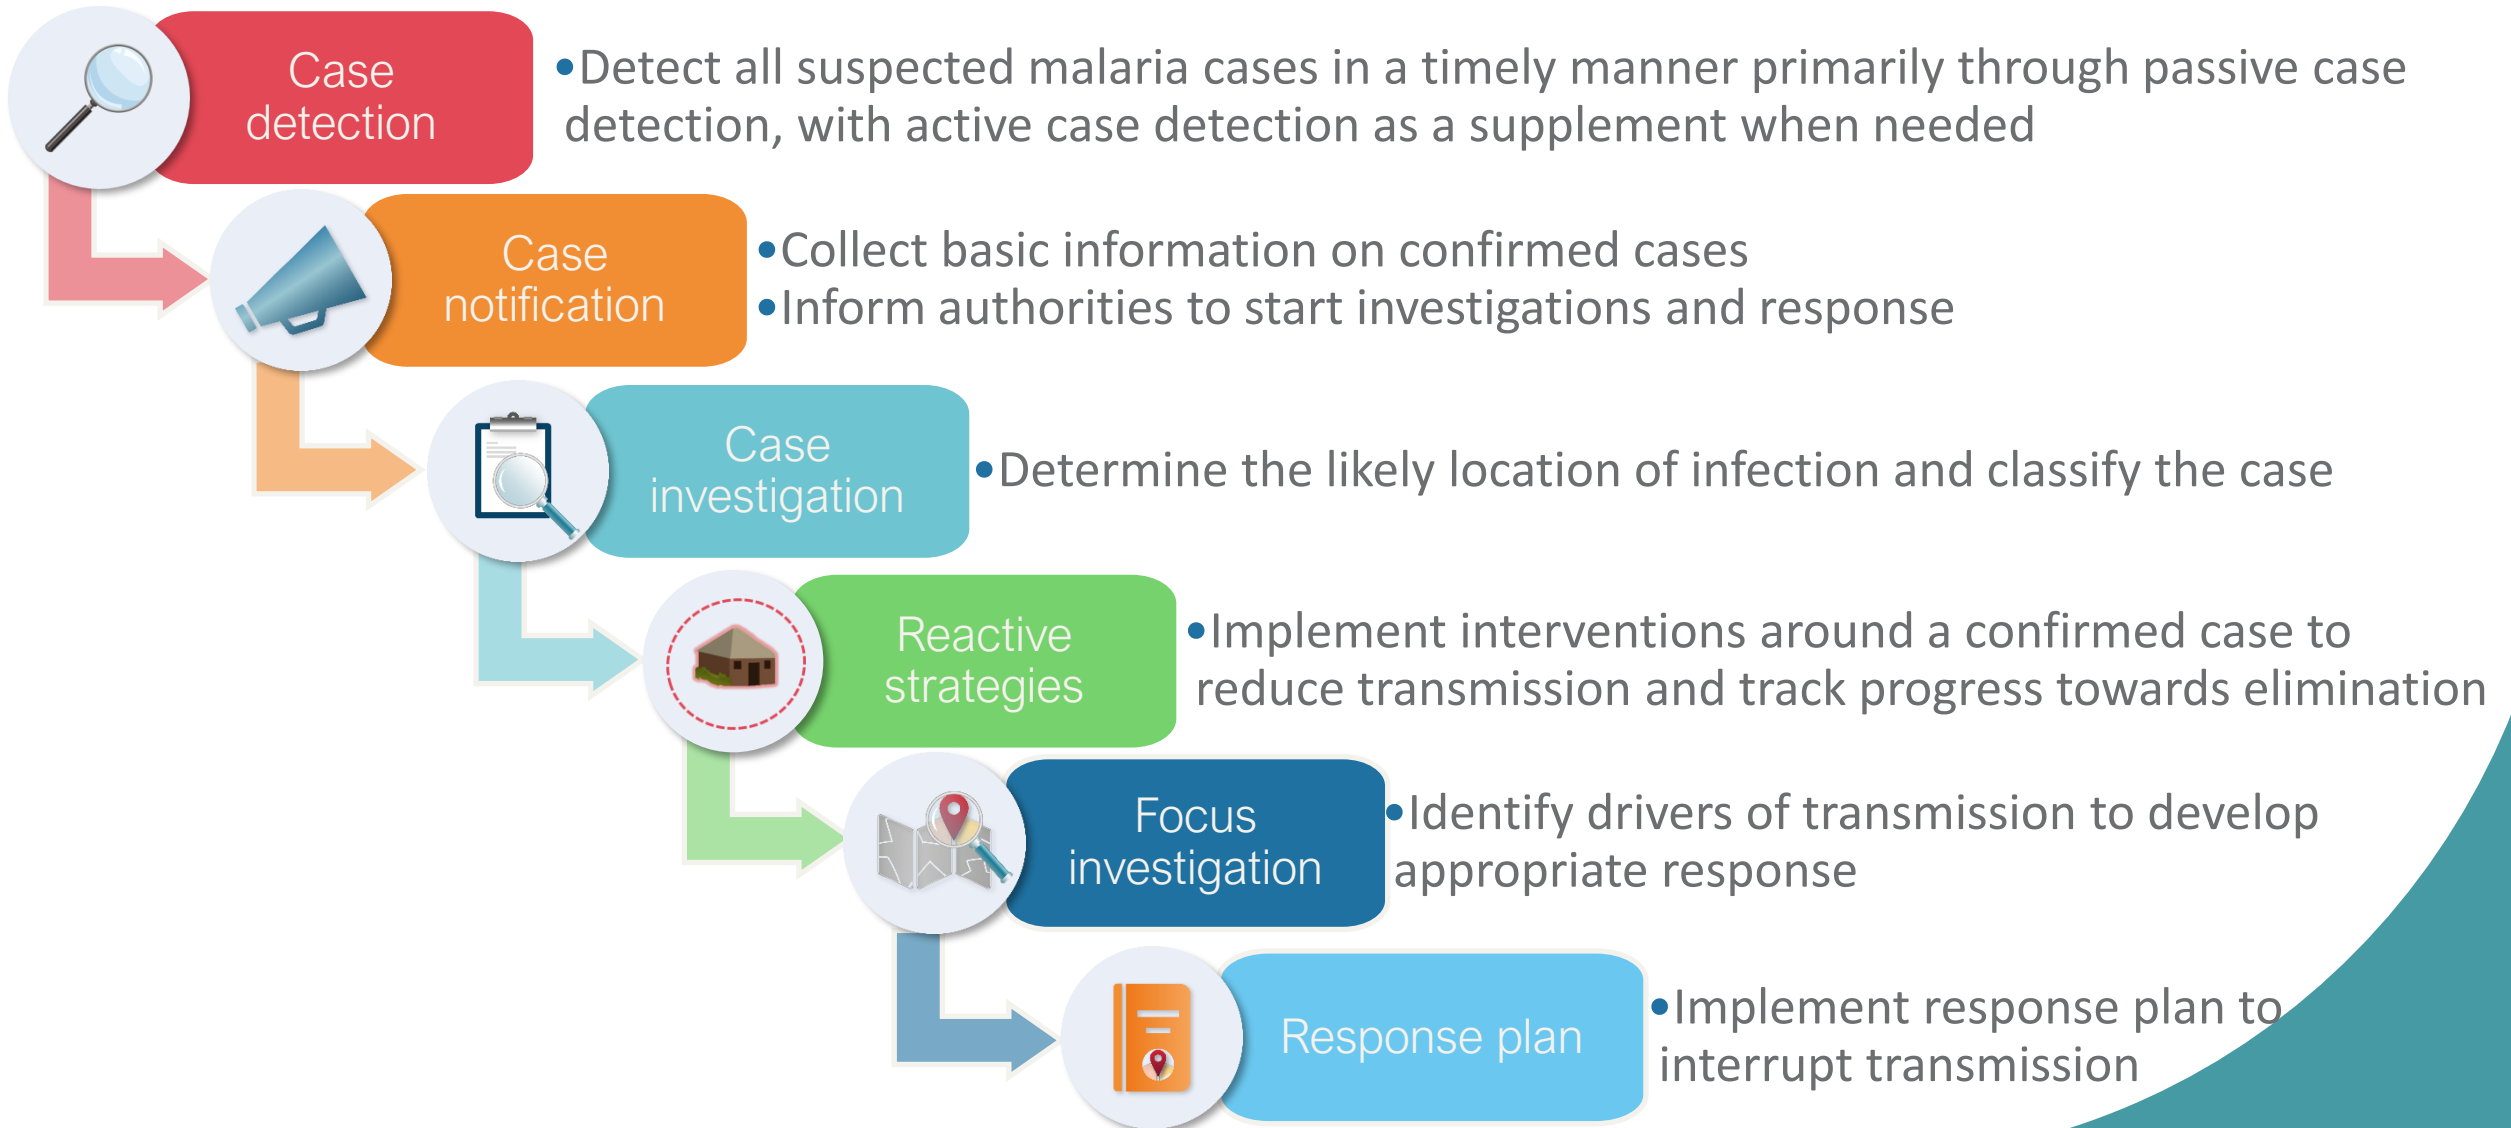 Case
detection
•Detect all suspected malaria cases in a timely manner primarily through passive case
detection, with active case detection as a supplement when needed
Case
notification
•Collect basic information on confirmed cases
•Inform authorities to start investigations and response
Case
investigation
•Determine the likely location of infection and classify the case
Reactive
strategies
•Implement interventions around a confirmed case to
reduce transmission and track progress towards elimination
Focus
investigation
•Identify drivers of transmission to develop
appropriate response
Response plan
•Implement response plan to
interrupt transmission